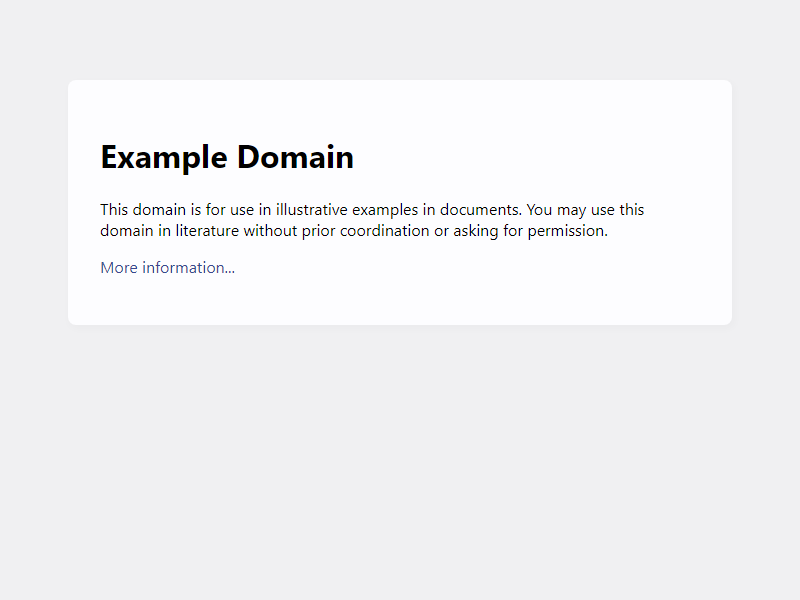 Example Domain
This domain is for use in illustrative examples in documents. You may use this
domain in literature without prior coordination or asking for permission.
More information...